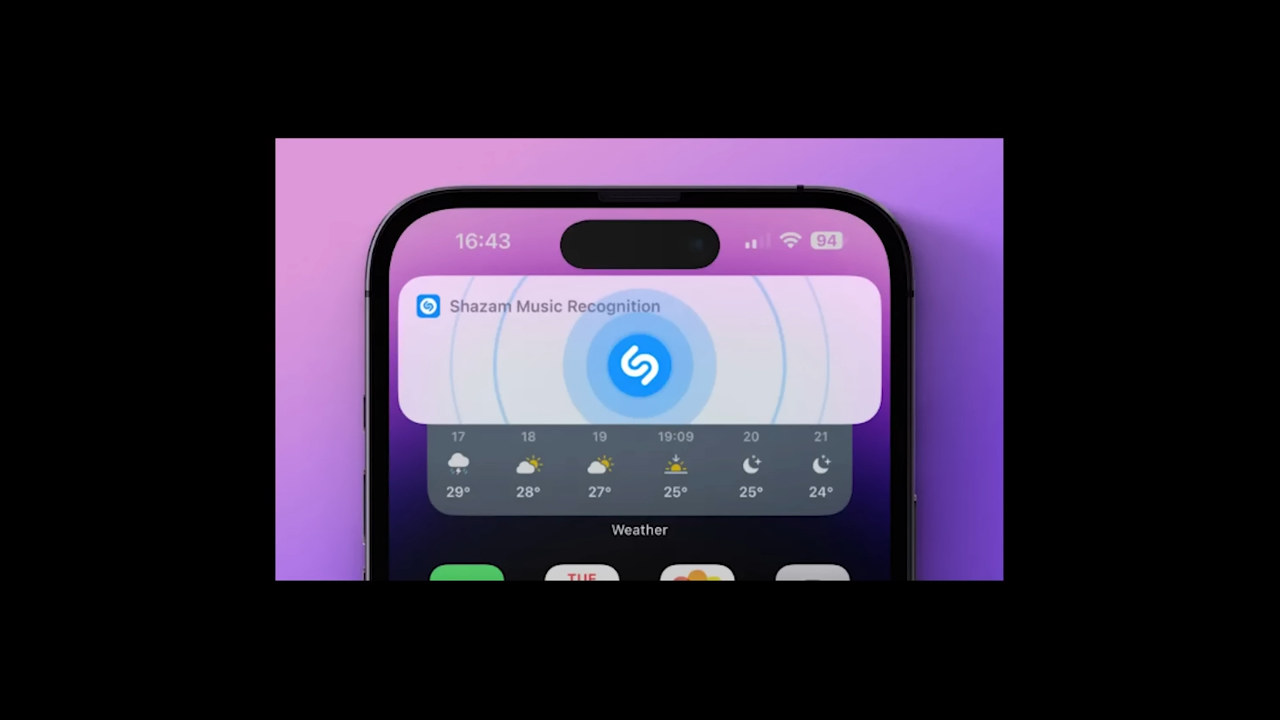 16:43 94
Shazam Music Recognition
17 18 19 19:09 20 21
29° 28° 27° 25° 25° 24°
Weather
TUE